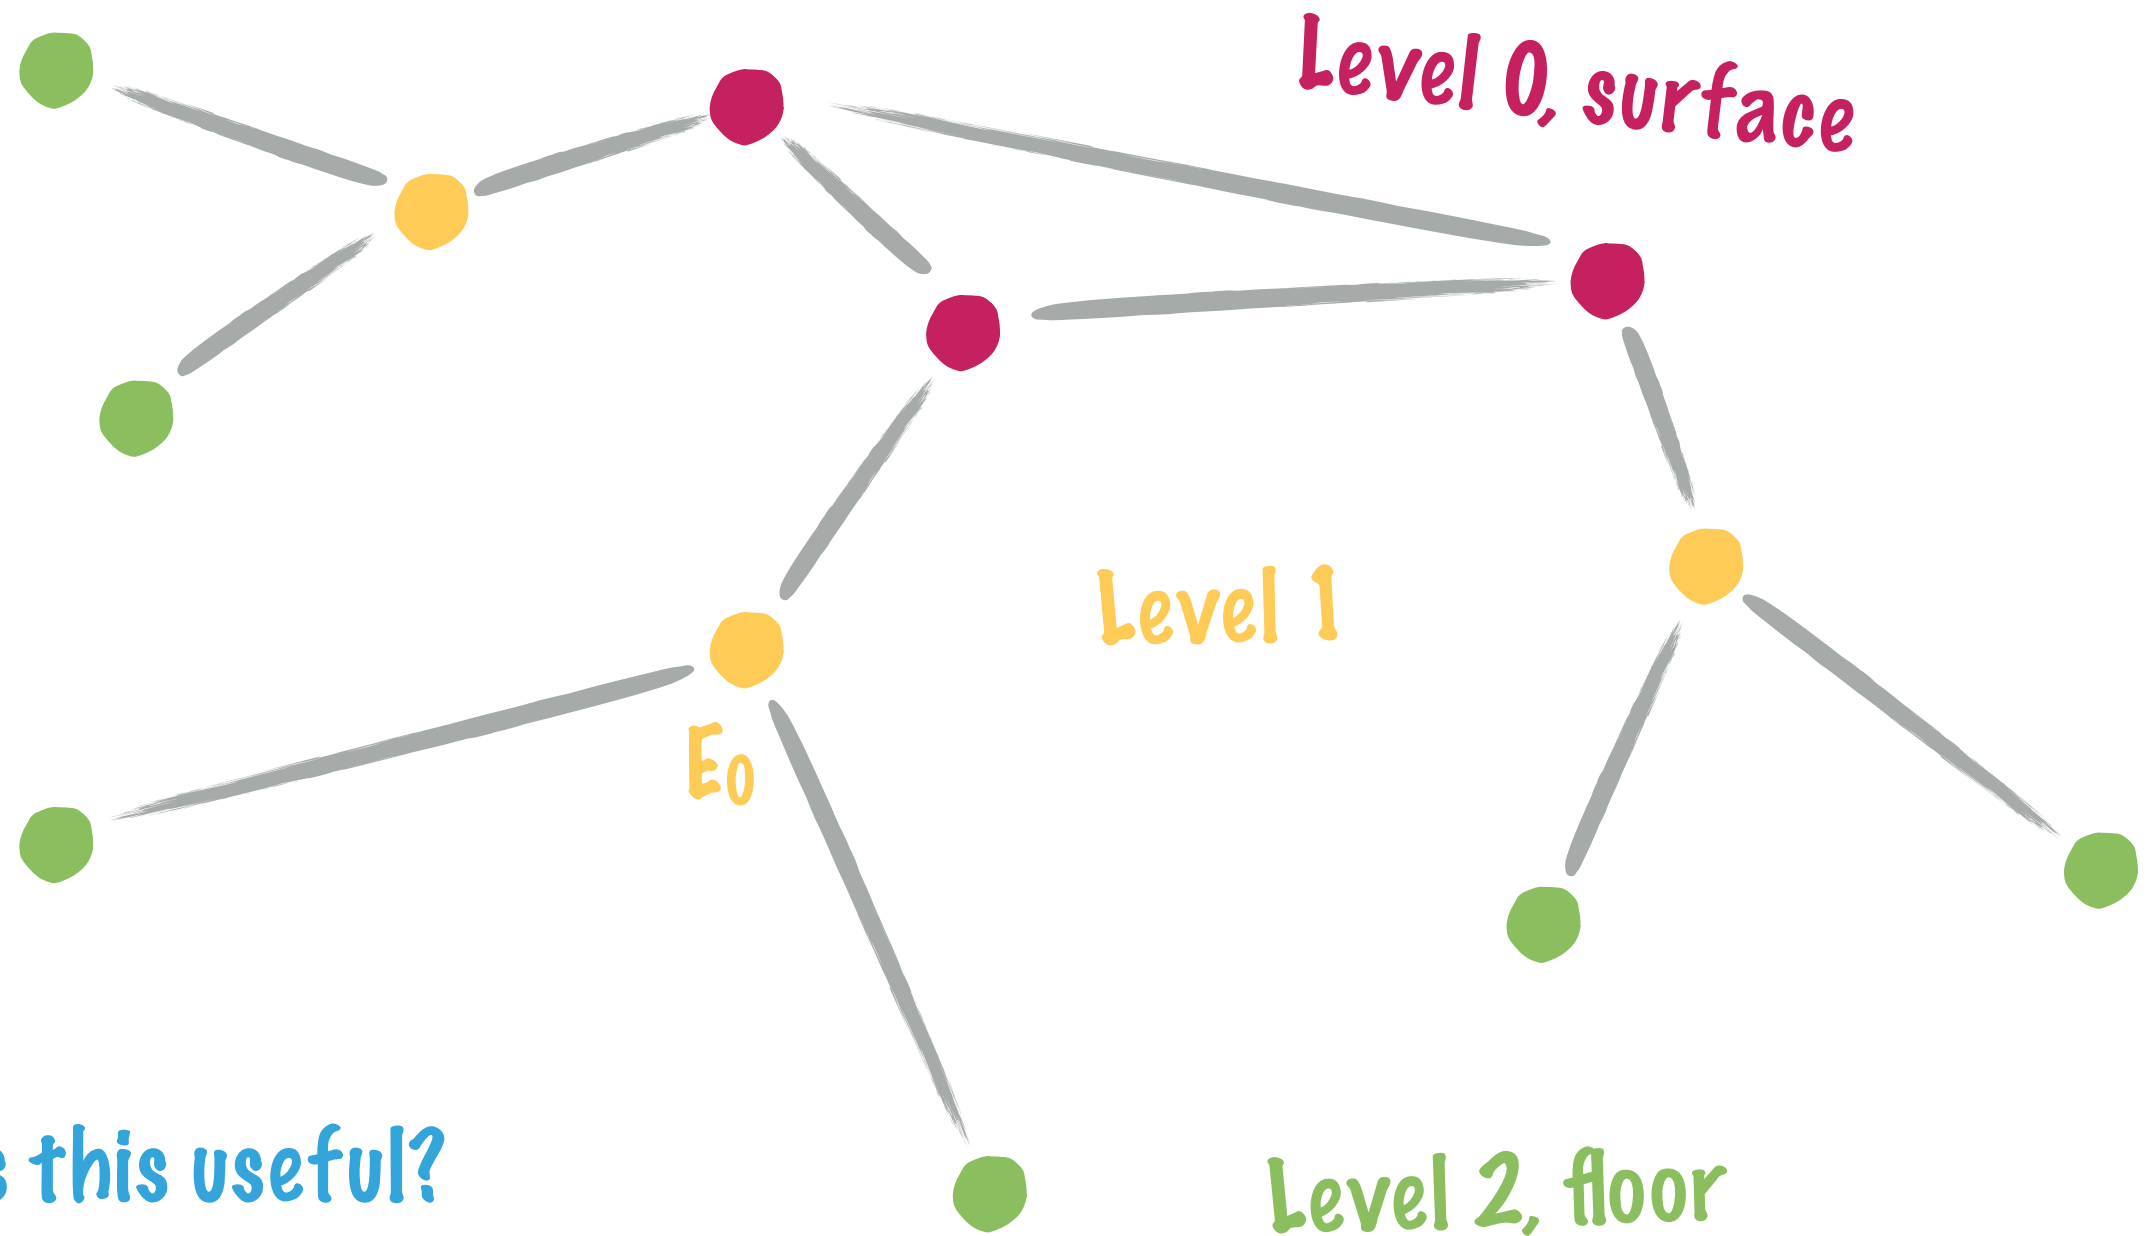 Level 0, surface
Level 1
E0
this useful?
Level 2, floor